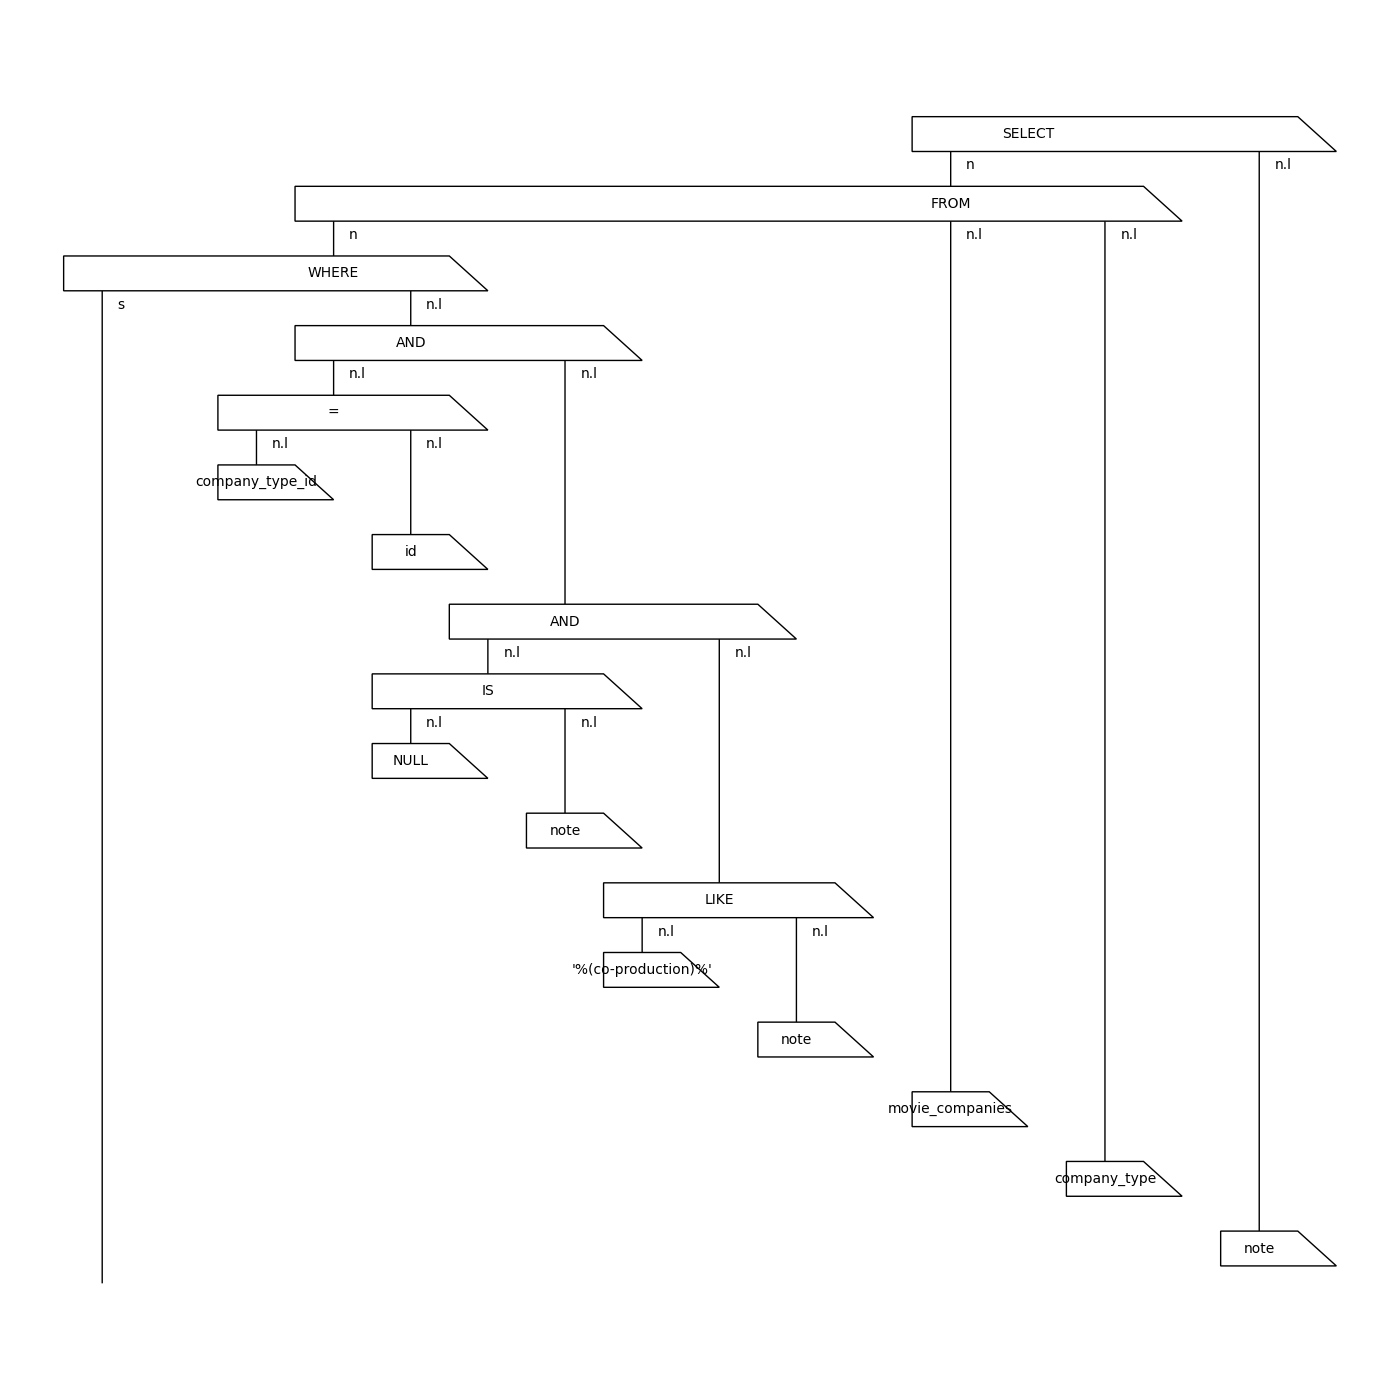 SELECT
n n.l
FROM
n n.l n.l
WHERE
s n.l
AND
n.l n.l
=
n.l n.l
company_type_id
id
AND
n.l n.l
IS
n.l n.l
NULL
note
LIKE
n.l n.l
'%(co-production)%'
note
movie_companies
company_type
note